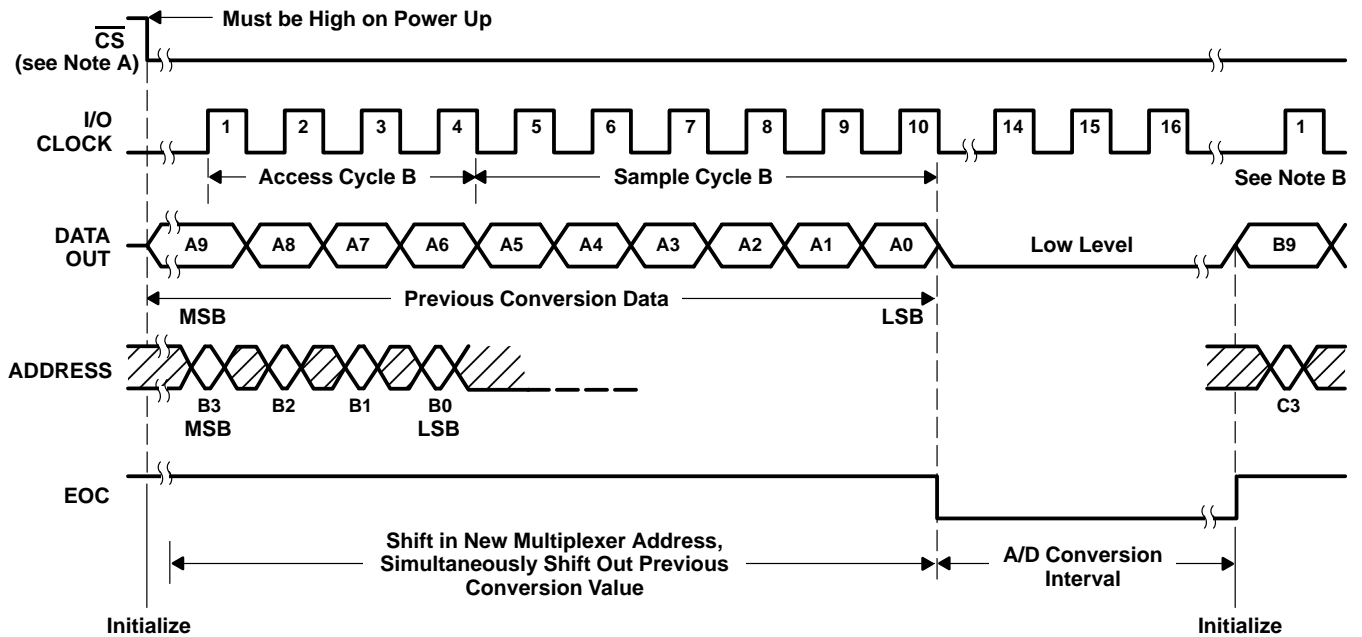 Must be High on Power Up
CS
(see Note A)
I/O
CLOCK
1 2 3 4 5 6 7 8 9 10 14 15 16 1
Access Cycle B
Sample Cycle B
See Note B
DATA
OUT
A9 A8 A7 A6 A5 A4 A3 A2 A1 A0 Low Level B9
Previous Conversion Data
MSB LSB
ADDRESS
B3 B2 B1 B0 C3
MSB LSB
EOC
Shift in New Multiplexer Address,
Simultaneously Shift Out Previous
Conversion Value
A/D Conversion
Interval
Initialize Initialize